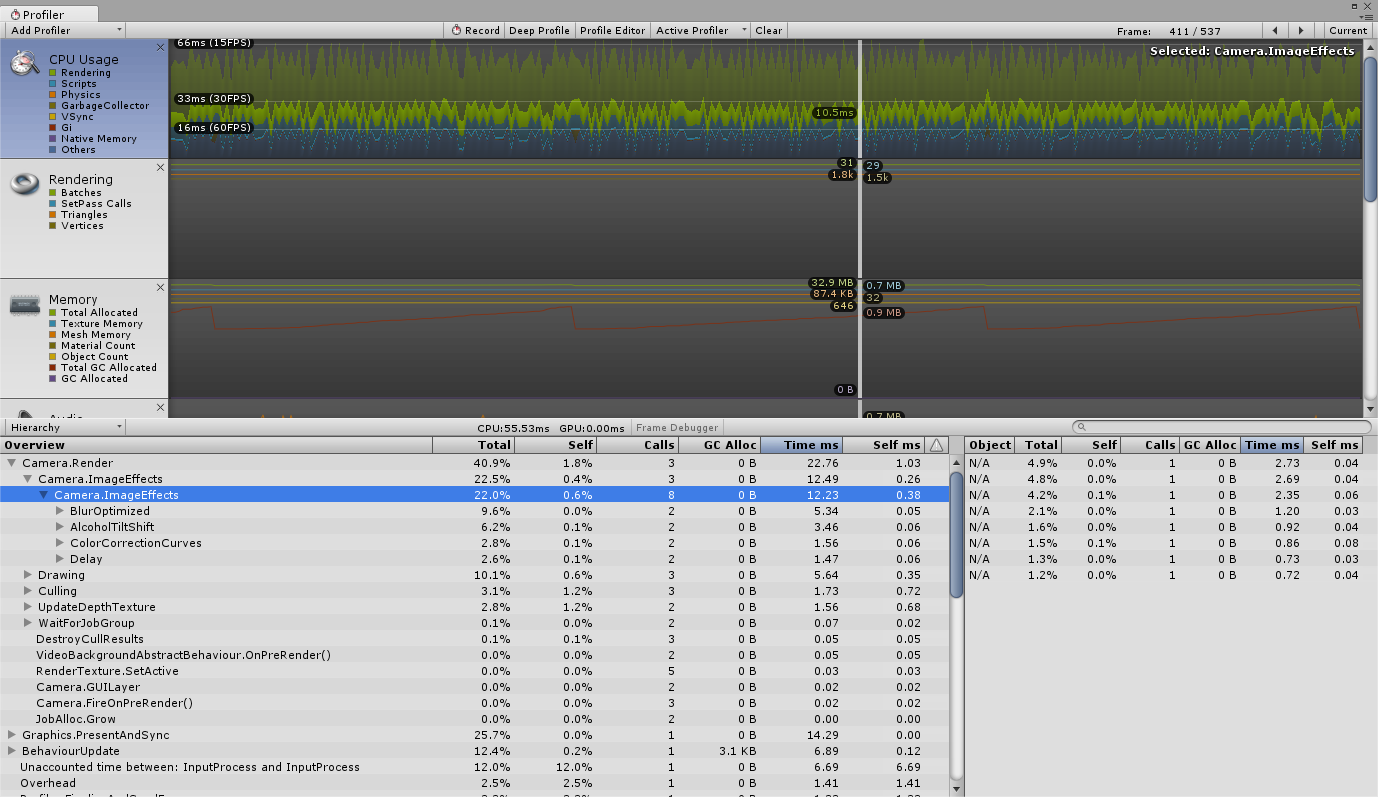 Profiler
Add Profiler Record Deep Profile Profile Editor Active Profiler Clear Frame: 411 / 537 Current
CPU Usage
Rendering
Scripts
Physics
GarbageCollector
VSync
Gi
Native Memory
Others
66ms (15FPS)
33ms (30FPS)
16ms (60FPS)
10.5ms
Selected: Camera.ImageEffects
Rendering
Batches
SetPass Calls
Triangles
Vertices
31 29
1.8k 1.5k
Memory
Total Allocated
Texture Memory
Mesh Memory
Material Count
Object Count
Total GC Allocated
GC Allocated
32.9 MB 0.7 MB
87.4 KB 32
646 0.9 MB
0 B
Audio 0.7 MB
Hierarchy CPU:55.53ms GPU:0.00ms Frame Debugger
Overview Total Self Calls GC Alloc Time ms Self ms Object Total Self Calls GC Alloc Time ms Self ms
Camera.Render 40.9% 1.8% 3 0 B 22.76 1.03 N/A 4.9% 0.0% 1 0 B 2.73 0.04
Camera.ImageEffects 22.5% 0.4% 3 0 B 12.49 0.26 N/A 4.8% 0.0% 1 0 B 2.69 0.04
Camera.ImageEffects 22.0% 0.6% 8 0 B 12.23 0.38 N/A 4.2% 0.1% 1 0 B 2.35 0.06
BlurOptimized 9.6% 0.0% 2 0 B 5.34 0.05 N/A 2.1% 0.0% 1 0 B 1.20 0.03
AlcoholTiltShift 6.2% 0.1% 2 0 B 3.46 0.06 N/A 1.6% 0.0% 1 0 B 0.92 0.04
ColorCorrectionCurves 2.8% 0.1% 2 0 B 1.56 0.06 N/A 1.5% 0.1% 1 0 B 0.86 0.08
Delay 2.6% 0.1% 2 0 B 1.47 0.06 N/A 1.3% 0.0% 1 0 B 0.73 0.03
Drawing 10.1% 0.6% 3 0 B 5.64 0.35 N/A 1.2% 0.0% 1 0 B 0.72 0.04
Culling 3.1% 1.2% 3 0 B 1.73 0.72
UpdateDepthTexture 2.8% 1.2% 2 0 B 1.56 0.68
WaitForJobGroup 0.1% 0.0% 2 0 B 0.07 0.02
DestroyCullResults 0.1% 0.1% 3 0 B 0.05 0.05
VideoBackgroundAbstractBehaviour.OnPreRender() 0.0% 0.0% 2 0 B 0.05 0.05
RenderTexture.SetActive 0.0% 0.0% 5 0 B 0.03 0.03
Camera.GUILayer 0.0% 0.0% 2 0 B 0.02 0.02
Camera.FireOnPreRender() 0.0% 0.0% 3 0 B 0.02 0.02
JobAlloc.Grow 0.0% 0.0% 2 0 B 0.00 0.00
Graphics.PresentAndSync 25.7% 0.0% 1 0 B 14.29 0.00
BehaviourUpdate 12.4% 0.2% 1 3.1 KB 6.89 0.12
Unaccounted time between: InputProcess and InputProcess 12.0% 12.0% 1 0 B 6.69 6.69
Overhead 2.5% 2.5% 1 0 B 1.41 1.41